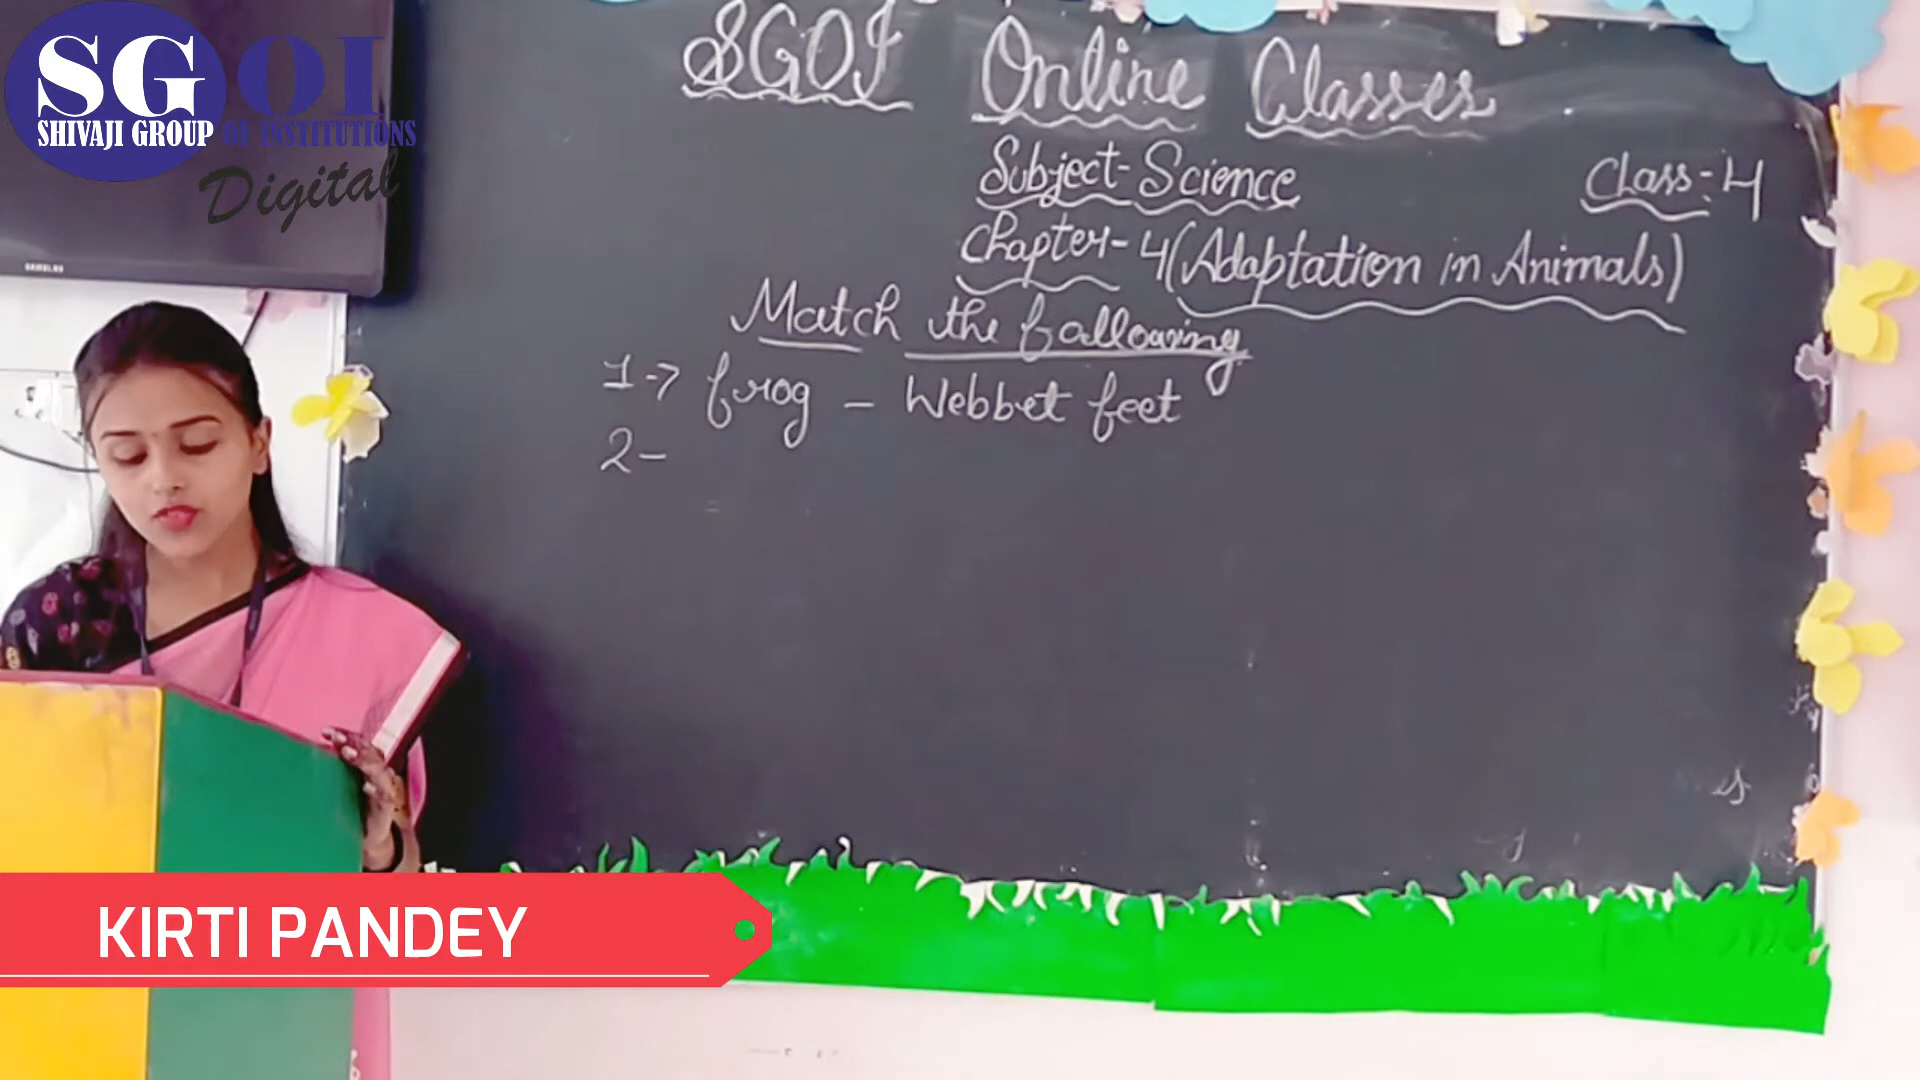 SGOI
SHIVAJI GROUP OF INSTITUTIONS
Digital
SAMSUNG
SGOI Online Classes
Subject- Science
Class:- 4
Chapter- 4 (Adaptation in Animals)
Match the following
1-> frog - Webbet feet
2-
KIRTI PANDEY